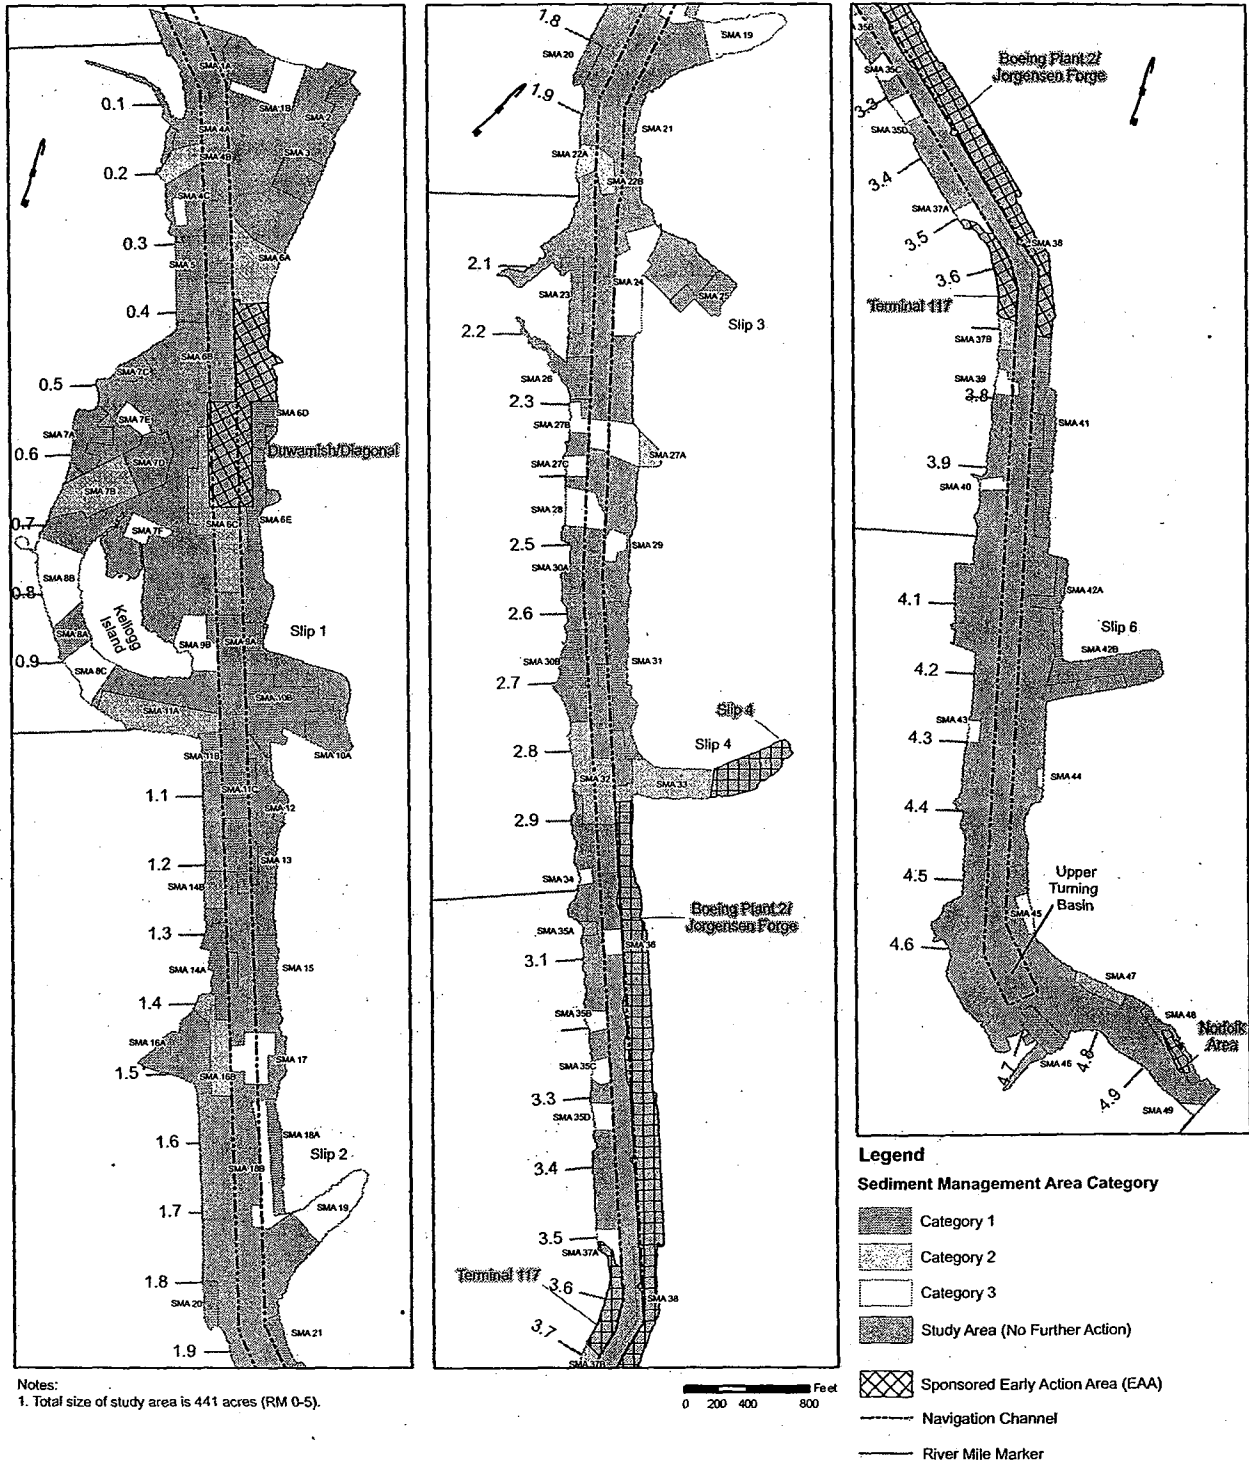 SMA 1A
SMA 1B
SMA 2
0.1
SMA 4A
SMA 4B
SMA 3
0.2
SMA 4C
0.3
SMA 5
SMA 6A
0.4
SMA 6B
SMA 7C
0.5
SMA 7E
SMA 6D
SMA 7A
0.6
SMA 7D
Duwamish/Diagonal
SMA 7B
0.7
SMA 7F
SMA 6C
SMA 6E
SMA 8B
0.8
Kellogg
Island
Slip 1
SMA 8A
SMA 9B
SMA 9A
0.9
SMA 8C
SMA 10B
SMA 11A
SMA 11B
SMA 10A
1.1
SMA 11C
SMA 12
1.2
SMA 13
SMA 14B
1.3
SMA 14A
SMA 15
1.4
SMA 16A
SMA 17
1.5
SMA 16B
1.6
SMA 18A
Slip 2
SMA 18B
1.7
SMA 19
1.8
SMA 20
SMA 21
1.9
1.8
SMA 19
SMA 20
1.9
SMA 21
SMA 22A
SMA 22B
2.1
SMA 23
SMA 24
SMA 25
Slip 3
2.2
SMA 26
2.3
SMA 27B
SMA 27C
SMA 27A
SMA 28
2.5
SMA 29
SMA 30A
2.6
SMA 30B
SMA 31
2.7
Slip 4
Slip 4
2.8
SMA 32
SMA 33
2.9
SMA 34
Boeing Plant 2/
Jorgensen Forge
SMA 35A
SMA 36
3.1
SMA 35B
SMA 35C
3.3
SMA 35D
3.4
3.5
SMA 37A
Terminal 117
3.6
SMA 38
3.7
SMA 37B
SMA 35B
Boeing Plant 2/
Jorgensen Forge
SMA 35C
3.3
SMA 35D
3.4
SMA 37A
3.5
SMA 38
3.6
Terminal 117
SMA 37B
SMA 39
3.8
SMA 41
3.9
SMA 40
4.1
SMA 42A
Slip 6
4.2
SMA 42B
SMA 43
4.3
SMA 44
4.4
4.5
Upper
Turning
Basin
SMA 45
4.6
SMA 47
SMA 48
Norfolk
Area
4.7
SMA 46
4.8
4.9
SMA 49
Legend
Sediment Management Area Category
Category 1
Category 2
Category 3
Study Area (No Further Action)
Sponsored Early Action Area (EAA)
Navigation Channel
River Mile Marker
Notes:
1. Total size of study area is 441 acres (RM 0-5).
Feet
0 200 400 800